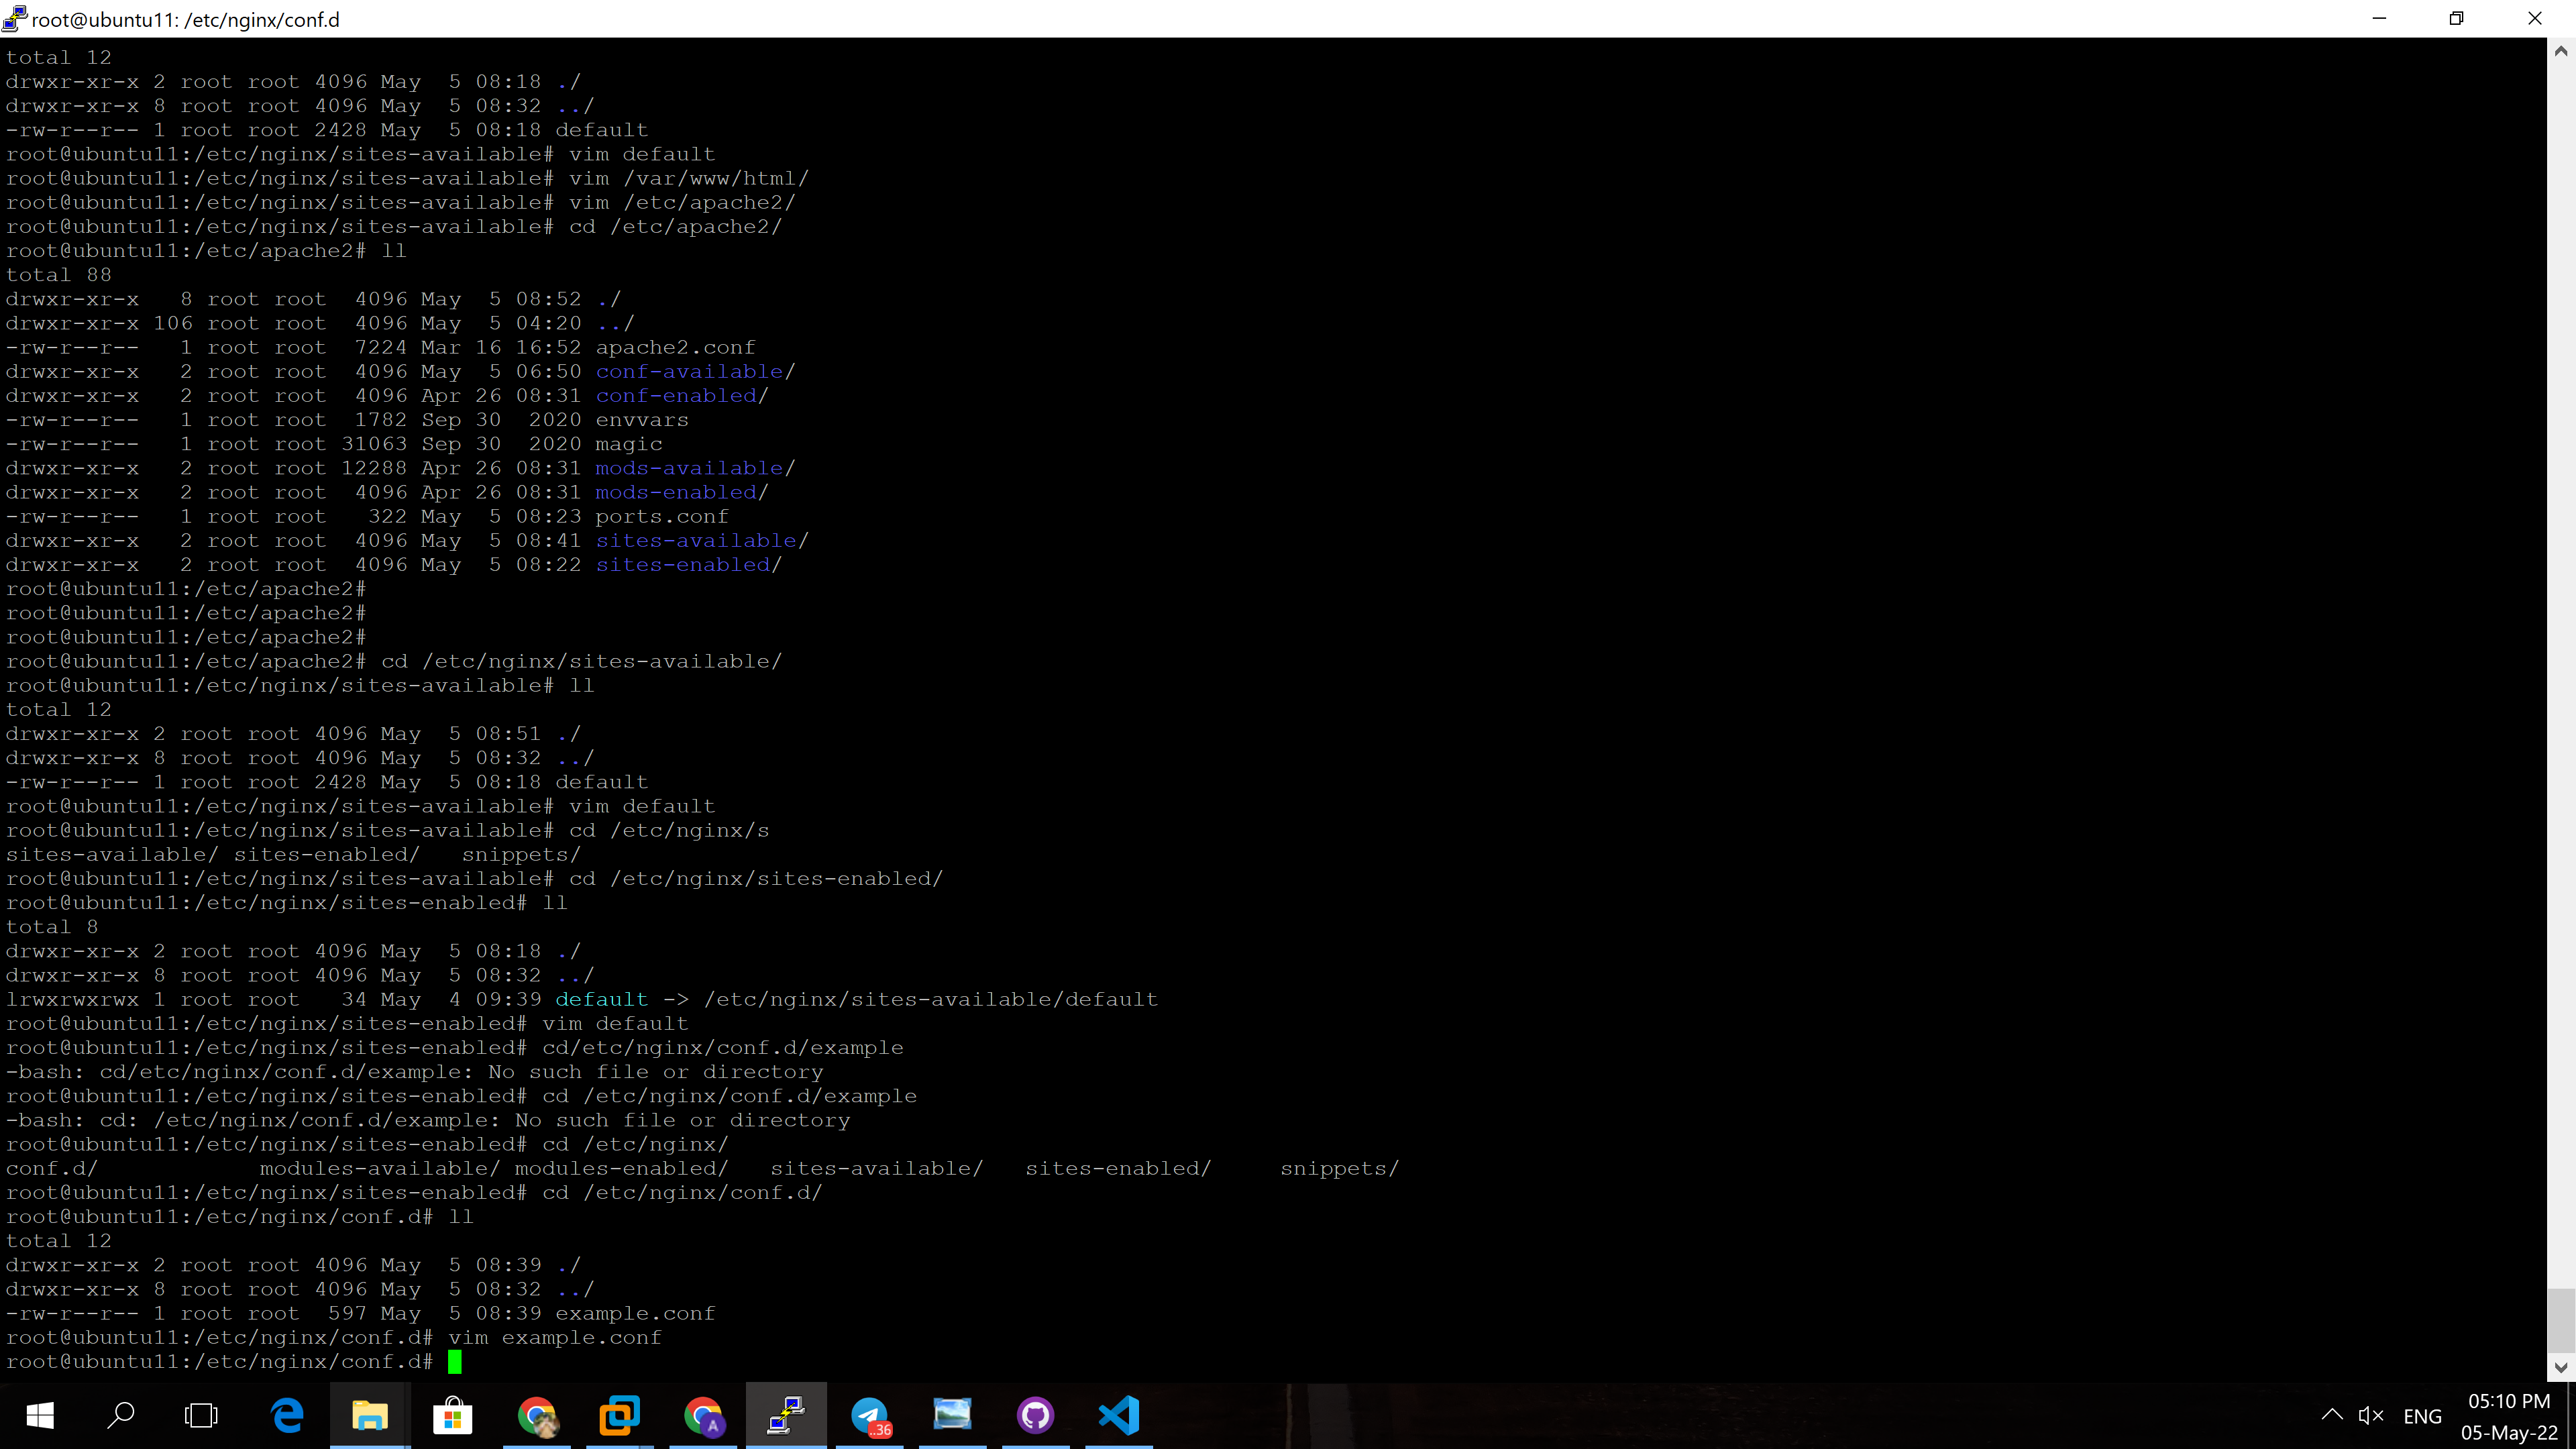 root@ubuntu11: /etc/nginx/conf.d
total 12
drwxr-xr-x 2 root root 4096 May  5 08:18 ./
drwxr-xr-x 8 root root 4096 May  5 08:32 ../
-rw-r--r-- 1 root root 2428 May  5 08:18 default
root@ubuntu11:/etc/nginx/sites-available# vim default
root@ubuntu11:/etc/nginx/sites-available# vim /var/www/html/
root@ubuntu11:/etc/nginx/sites-available# vim /etc/apache2/
root@ubuntu11:/etc/nginx/sites-available# cd /etc/apache2/
root@ubuntu11:/etc/apache2# ll
total 88
drwxr-xr-x   8 root root  4096 May  5 08:52 ./
drwxr-xr-x 106 root root  4096 May  5 04:20 ../
-rw-r--r--   1 root root  7224 Mar 16 16:52 apache2.conf
drwxr-xr-x   2 root root  4096 May  5 06:50 conf-available/
drwxr-xr-x   2 root root  4096 Apr 26 08:31 conf-enabled/
-rw-r--r--   1 root root  1782 Sep 30  2020 envvars
-rw-r--r--   1 root root 31063 Sep 30  2020 magic
drwxr-xr-x   2 root root 12288 Apr 26 08:31 mods-available/
drwxr-xr-x   2 root root  4096 Apr 26 08:31 mods-enabled/
-rw-r--r--   1 root root   322 May  5 08:23 ports.conf
drwxr-xr-x   2 root root  4096 May  5 08:41 sites-available/
drwxr-xr-x   2 root root  4096 May  5 08:22 sites-enabled/
root@ubuntu11:/etc/apache2#
root@ubuntu11:/etc/apache2#
root@ubuntu11:/etc/apache2#
root@ubuntu11:/etc/apache2# cd /etc/nginx/sites-available/
root@ubuntu11:/etc/nginx/sites-available# ll
total 12
drwxr-xr-x 2 root root 4096 May  5 08:51 ./
drwxr-xr-x 8 root root 4096 May  5 08:32 ../
-rw-r--r-- 1 root root 2428 May  5 08:18 default
root@ubuntu11:/etc/nginx/sites-available# vim default
root@ubuntu11:/etc/nginx/sites-available# cd /etc/nginx/s
sites-available/ sites-enabled/   snippets/
root@ubuntu11:/etc/nginx/sites-available# cd /etc/nginx/sites-enabled/
root@ubuntu11:/etc/nginx/sites-enabled# ll
total 8
drwxr-xr-x 2 root root 4096 May  5 08:18 ./
drwxr-xr-x 8 root root 4096 May  5 08:32 ../
lrwxrwxrwx 1 root root   34 May  4 09:39 default -> /etc/nginx/sites-available/default
root@ubuntu11:/etc/nginx/sites-enabled# vim default
root@ubuntu11:/etc/nginx/sites-enabled# cd/etc/nginx/conf.d/example
-bash: cd/etc/nginx/conf.d/example: No such file or directory
root@ubuntu11:/etc/nginx/sites-enabled# cd /etc/nginx/conf.d/example
-bash: cd: /etc/nginx/conf.d/example: No such file or directory
root@ubuntu11:/etc/nginx/sites-enabled# cd /etc/nginx/
conf.d/            modules-available/ modules-enabled/   sites-available/   sites-enabled/     snippets/
root@ubuntu11:/etc/nginx/sites-enabled# cd /etc/nginx/conf.d/
root@ubuntu11:/etc/nginx/conf.d# ll
total 12
drwxr-xr-x 2 root root 4096 May  5 08:39 ./
drwxr-xr-x 8 root root 4096 May  5 08:32 ../
-rw-r--r-- 1 root root  597 May  5 08:39 example.conf
root@ubuntu11:/etc/nginx/conf.d# vim example.conf
root@ubuntu11:/etc/nginx/conf.d#
A
..36
ENG
05:10 PM
05-May-22